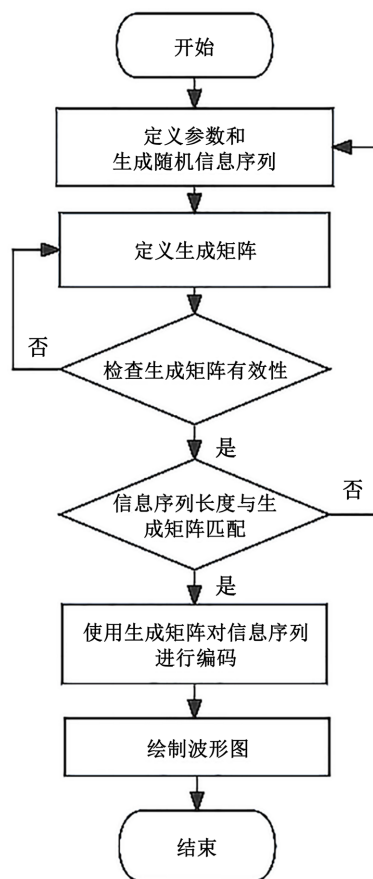 开始
定义参数和
生成随机信息序列
定义生成矩阵
否
检查生成矩阵有效性
是
信息序列长度与生
成矩阵匹配
否
是
使用生成矩阵对信息序列
进行编码
绘制波形图
结束